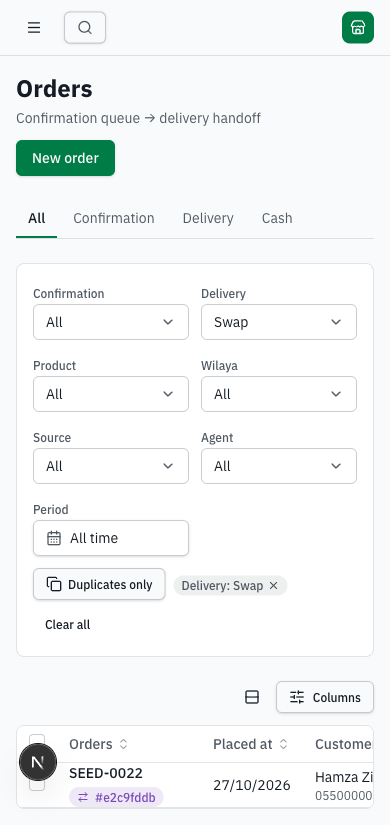 Orders
Confirmation queue → delivery handoff
New order
All Confirmation Delivery Cash
Confirmation Delivery
All Swap
Product Wilaya
All All
Source Agent
All All
Period
All time
Duplicates only Delivery: Swap ×
Clear all
Columns
Orders Placed at Custome
N
SEED-0022 27/10/2026 Hamza Zi
#e2c9fddb 05500000